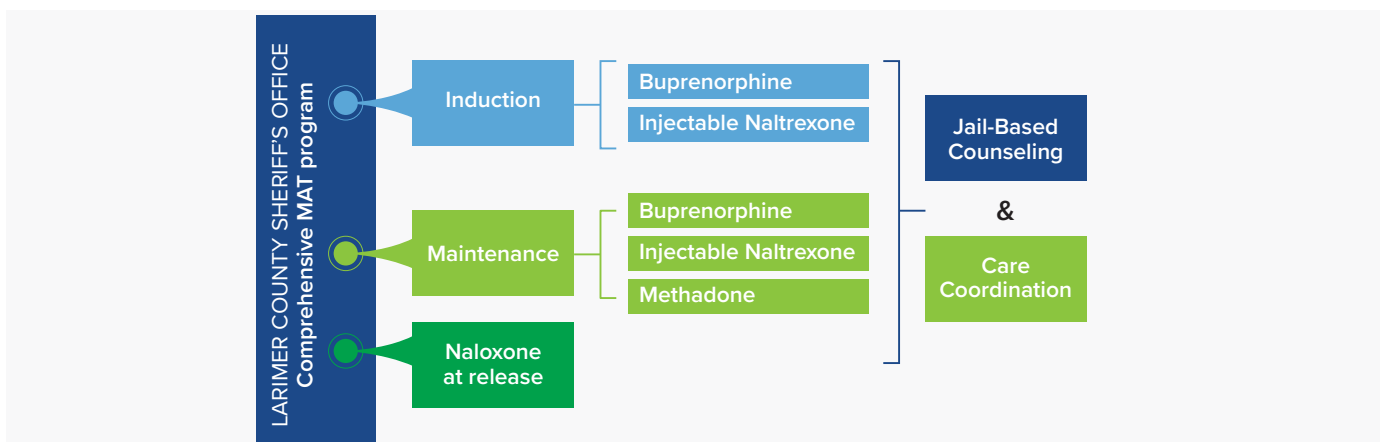 LARIMER COUNTY SHERIFF'S OFFICE
Comprehensive MAT program
Induction
Buprenorphine
Injectable Naltrexone
Maintenance
Buprenorphine
Injectable Naltrexone
Methadone
Naloxone
at release
Jail-Based
Counseling
&
Care
Coordination